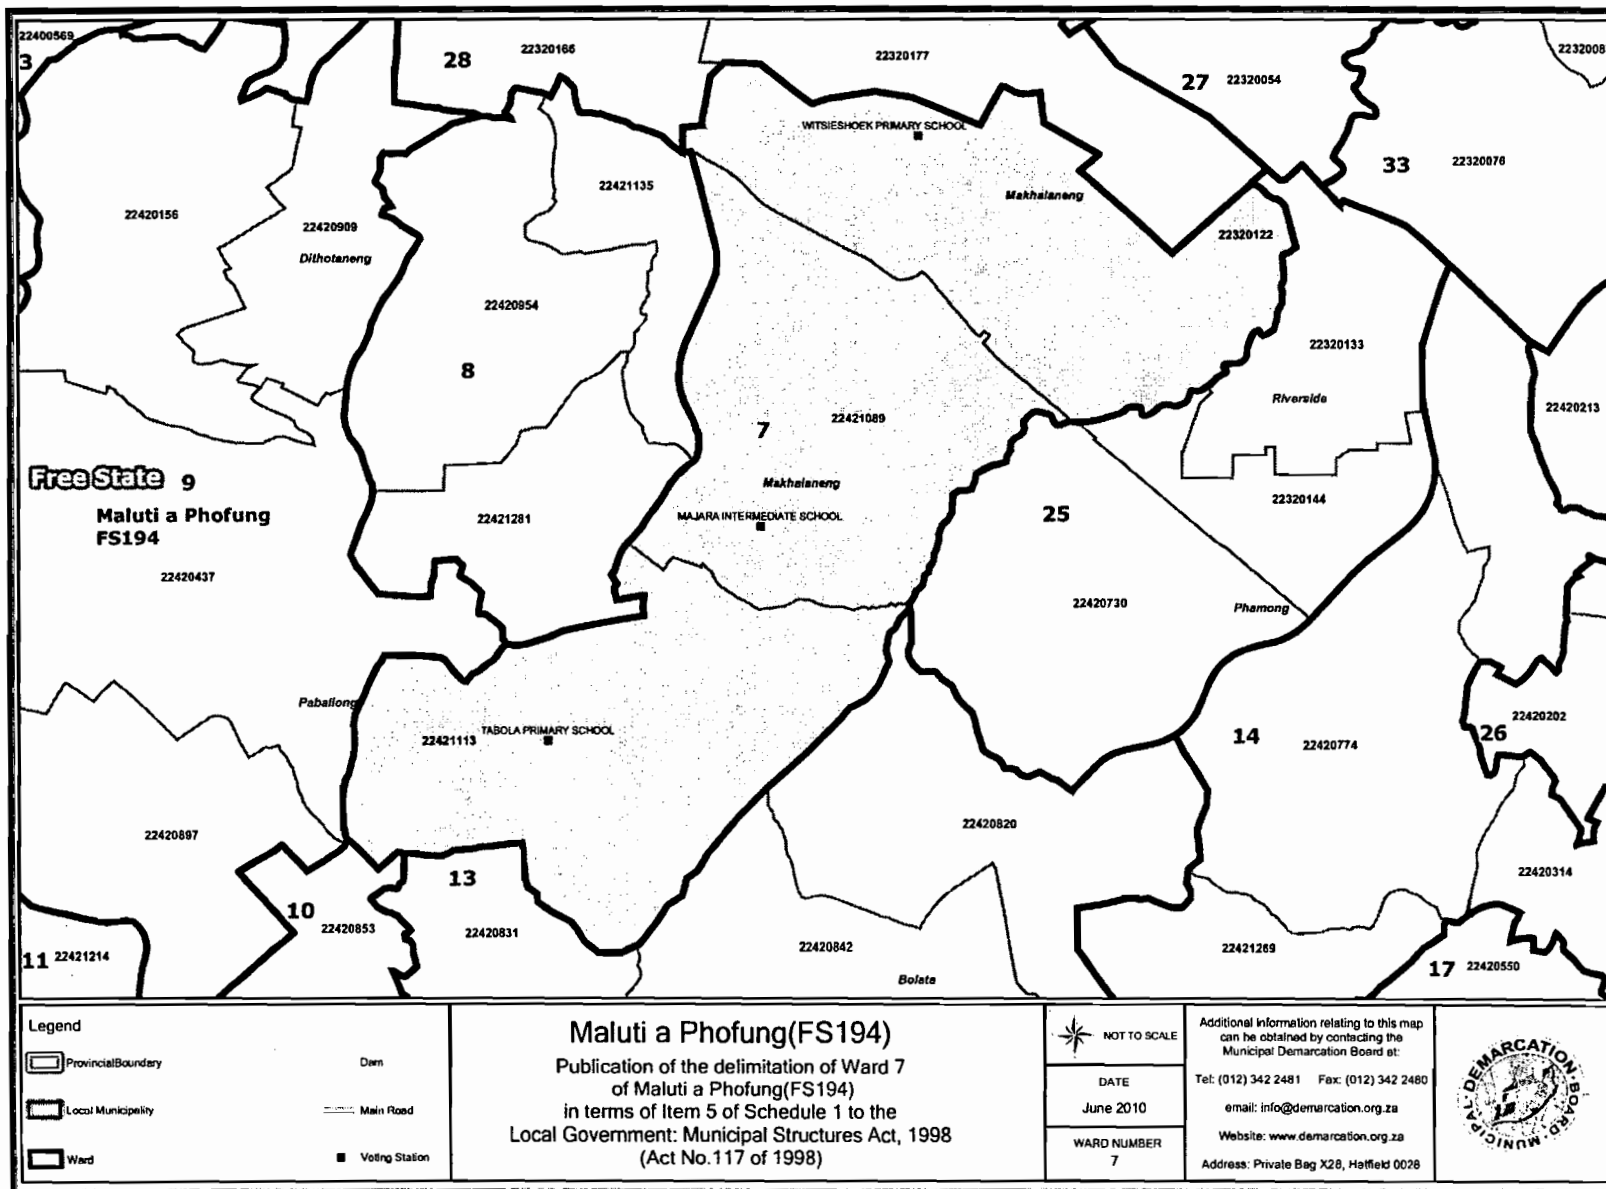 22400569
3
28
22320166
22320177
27
22320054
2232008
WITSIESHOEK PRIMARY SCHOOL
33
22320076
22421135
Makhalaneng
22420156
22420909
22320122
Dithotaneng
22420954
22320133
8
Riverside
22420213
7
22421089
Free State
9
Makhalaneng
22320144
Maluti a Phofung
FS194
22421281
MAJARA INTERMEDIATE SCHOOL
25
22420437
22420730
Phamong
Paballong
22421113
TABOLA PRIMARY SCHOOL
14
22420774
22420202
26
22420897
22420820
22420314
13
10
22420853
22420831
22420842
22421269
11
22421214
17
22420550
Bolata
Legend
ProvincialBoundary
Dam
Local Municipality
Main Road
Ward
Voting Station
Maluti a Phofung(FS194)
Publication of the delimitation of Ward 7
of Maluti a Phofung(FS194)
in terms of Item 5 of Schedule 1 to the
Local Government: Municipal Structures Act, 1998
(Act No.117 of 1998)
NOT TO SCALE
DATE
June 2010
WARD NUMBER
7
Additional information relating to this map
can be obtained by contacting the
Municipal Demarcation Board at:
Tel: (012) 342 2481 Fax: (012) 342 2480
email: info@demarcation.org.za
Website: www.demarcation.org.za
Address: Private Bag X28, Hatfield 0028
MUNICIPAL DEMARCATION BOARD